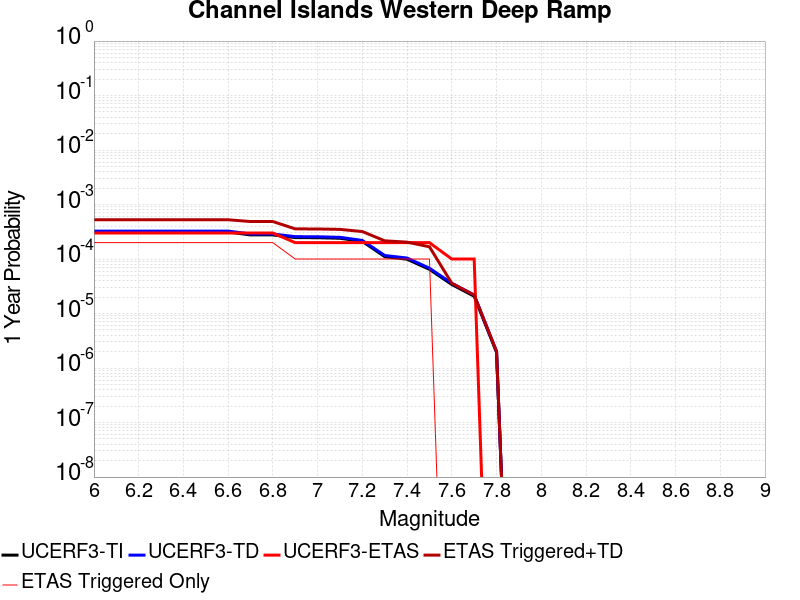 Channel Islands Western Deep Ramp
10^0
10^-1
10^-2
10^-3
10^-4
10^-5
10^-6
10^-7
10^-8
1 Year Probability
6 6.2 6.4 6.6 6.8 7 7.2 7.4 7.6 7.8 8 8.2 8.4 8.6 8.8 9
Magnitude
UCERF3-TI UCERF3-TD UCERF3-ETAS ETAS Triggered+TD
ETAS Triggered Only